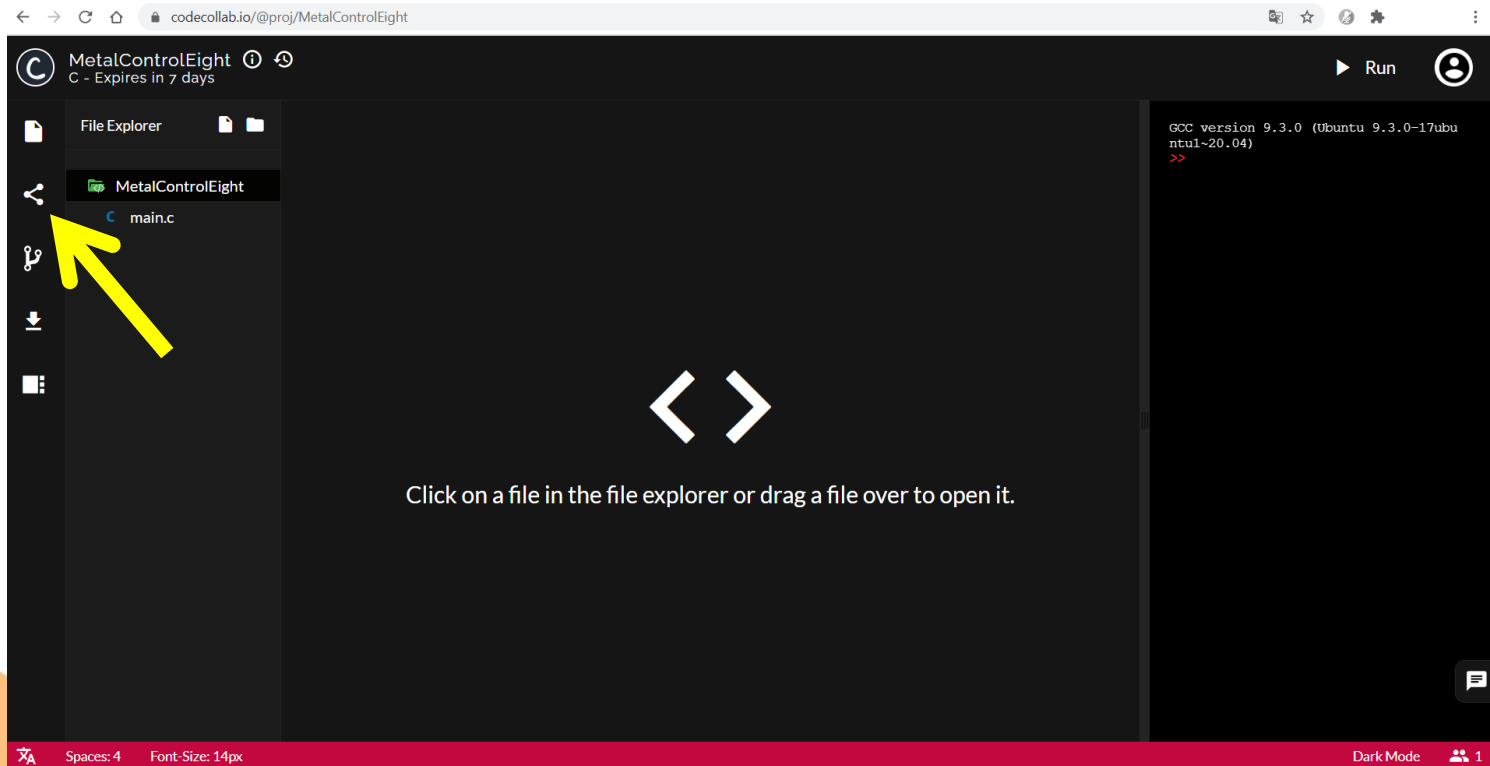 codecollab.io/@proj/MetalControlEight
MetalControlEight
C - Expires in 7 days
Run
File Explorer
MetalControlEight
C main.c
GCC version 9.3.0 (Ubuntu 9.3.0-17ubu
ntu1~20.04)
>>
Click on a file in the file explorer or drag a file over to open it.
Spaces: 4 Font-Size: 14px Dark Mode 1